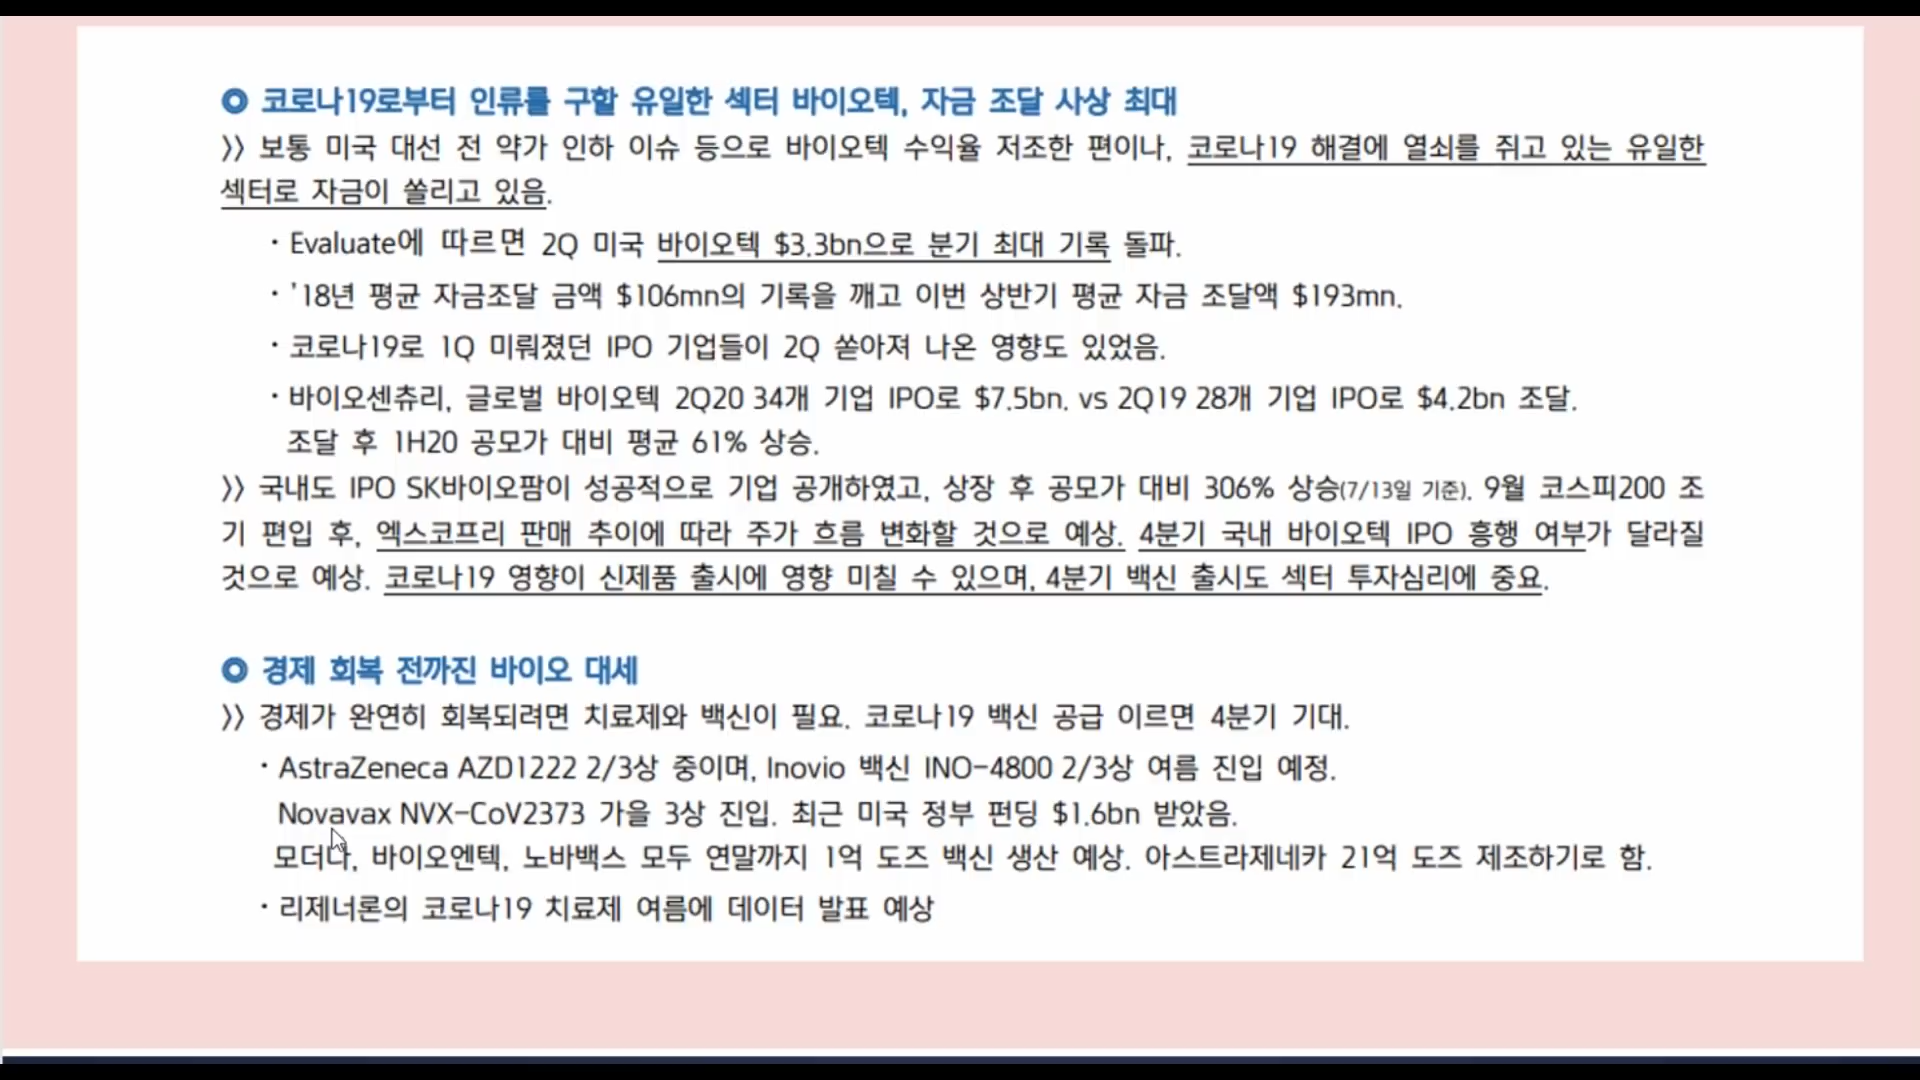 ◎ 코로나19로부터 인류를 구할 유일한 섹터 바이오텍, 자금 조달 사상 최대
》 보통 미국 대선 전 약가 인하 이슈 등으로 바이오텍 수익율 저조한 편이나, 코로나19 해결에 열쇠를 쥐고 있는 유일한
섹터로 자금이 쏠리고 있음.
· Evaluate에 따르면 2Q 미국 바이오텍 $3.3bn으로 분기 최대 기록 돌파.
· '18년 평균 자금조달 금액 $106mn의 기록을 깨고 이번 상반기 평균 자금 조달액 $193mn.
· 코로나19로 1Q 미뤄졌던 IPO 기업들이 2Q 쏟아져 나온 영향도 있었음.
· 바이오센츄리, 글로벌 바이오텍 2Q20 34개 기업 IPO로 $7.5bn. vs 2Q19 28개 기업 IPO로 $4.2bn 조달.
조달 후 1H20 공모가 대비 평균 61% 상승.
》 국내도 IPO SK바이오팜이 성공적으로 기업 공개하였고, 상장 후 공모가 대비 306% 상승(7/13일 기준). 9월 코스피200 조
기 편입 후, 엑스코프리 판매 추이에 따라 주가 흐름 변화할 것으로 예상. 4분기 국내 바이오텍 IPO 흥행 여부가 달라질
것으로 예상. 코로나19 영향이 신제품 출시에 영향 미칠 수 있으며, 4분기 백신 출시도 섹터 투자심리에 중요.
◎ 경제 회복 전까진 바이오 대세
》 경제가 완연히 회복되려면 치료제와 백신이 필요. 코로나19 백신 공급 이르면 4분기 기대.
· AstraZeneca AZD1222 2/3상 중이며, Inovio 백신 INO-4800 2/3상 여름 진입 예정.
Novavax NVX-CoV2373 가을 3상 진입. 최근 미국 정부 펀딩 $1.6bn 받았음.
모더나, 바이오엔텍, 노바백스 모두 연말까지 1억 도즈 백신 생산 예상. 아스트라제네카 21억 도즈 제조하기로 함.
· 리제너론의 코로나19 치료제 여름에 데이터 발표 예상